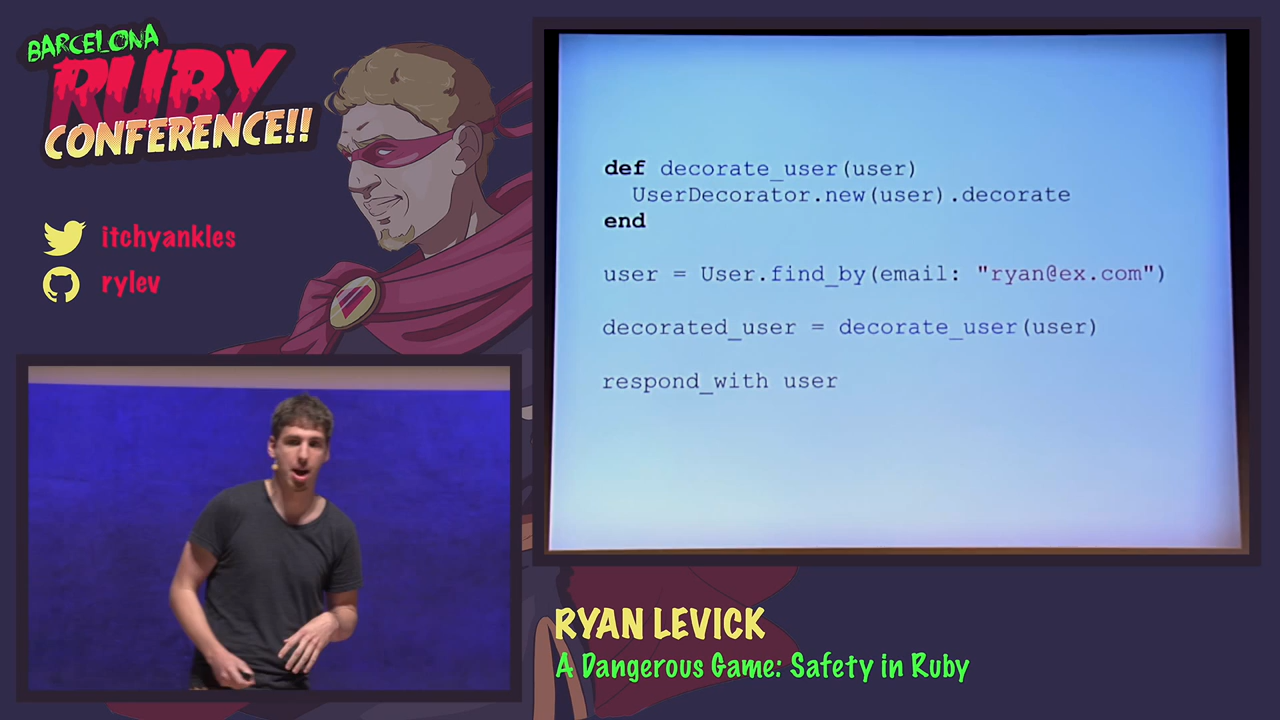 BARCELONA
RUBY
CONFERENCE!!
itchyankles
rylev
def decorate_user(user)
  UserDecorator.new(user).decorate
end
user = User.find_by(email: "ryan@ex.com")
decorated_user = decorate_user(user)
respond_with user
RYAN LEVICK
A Dangerous Game: Safety in Ruby